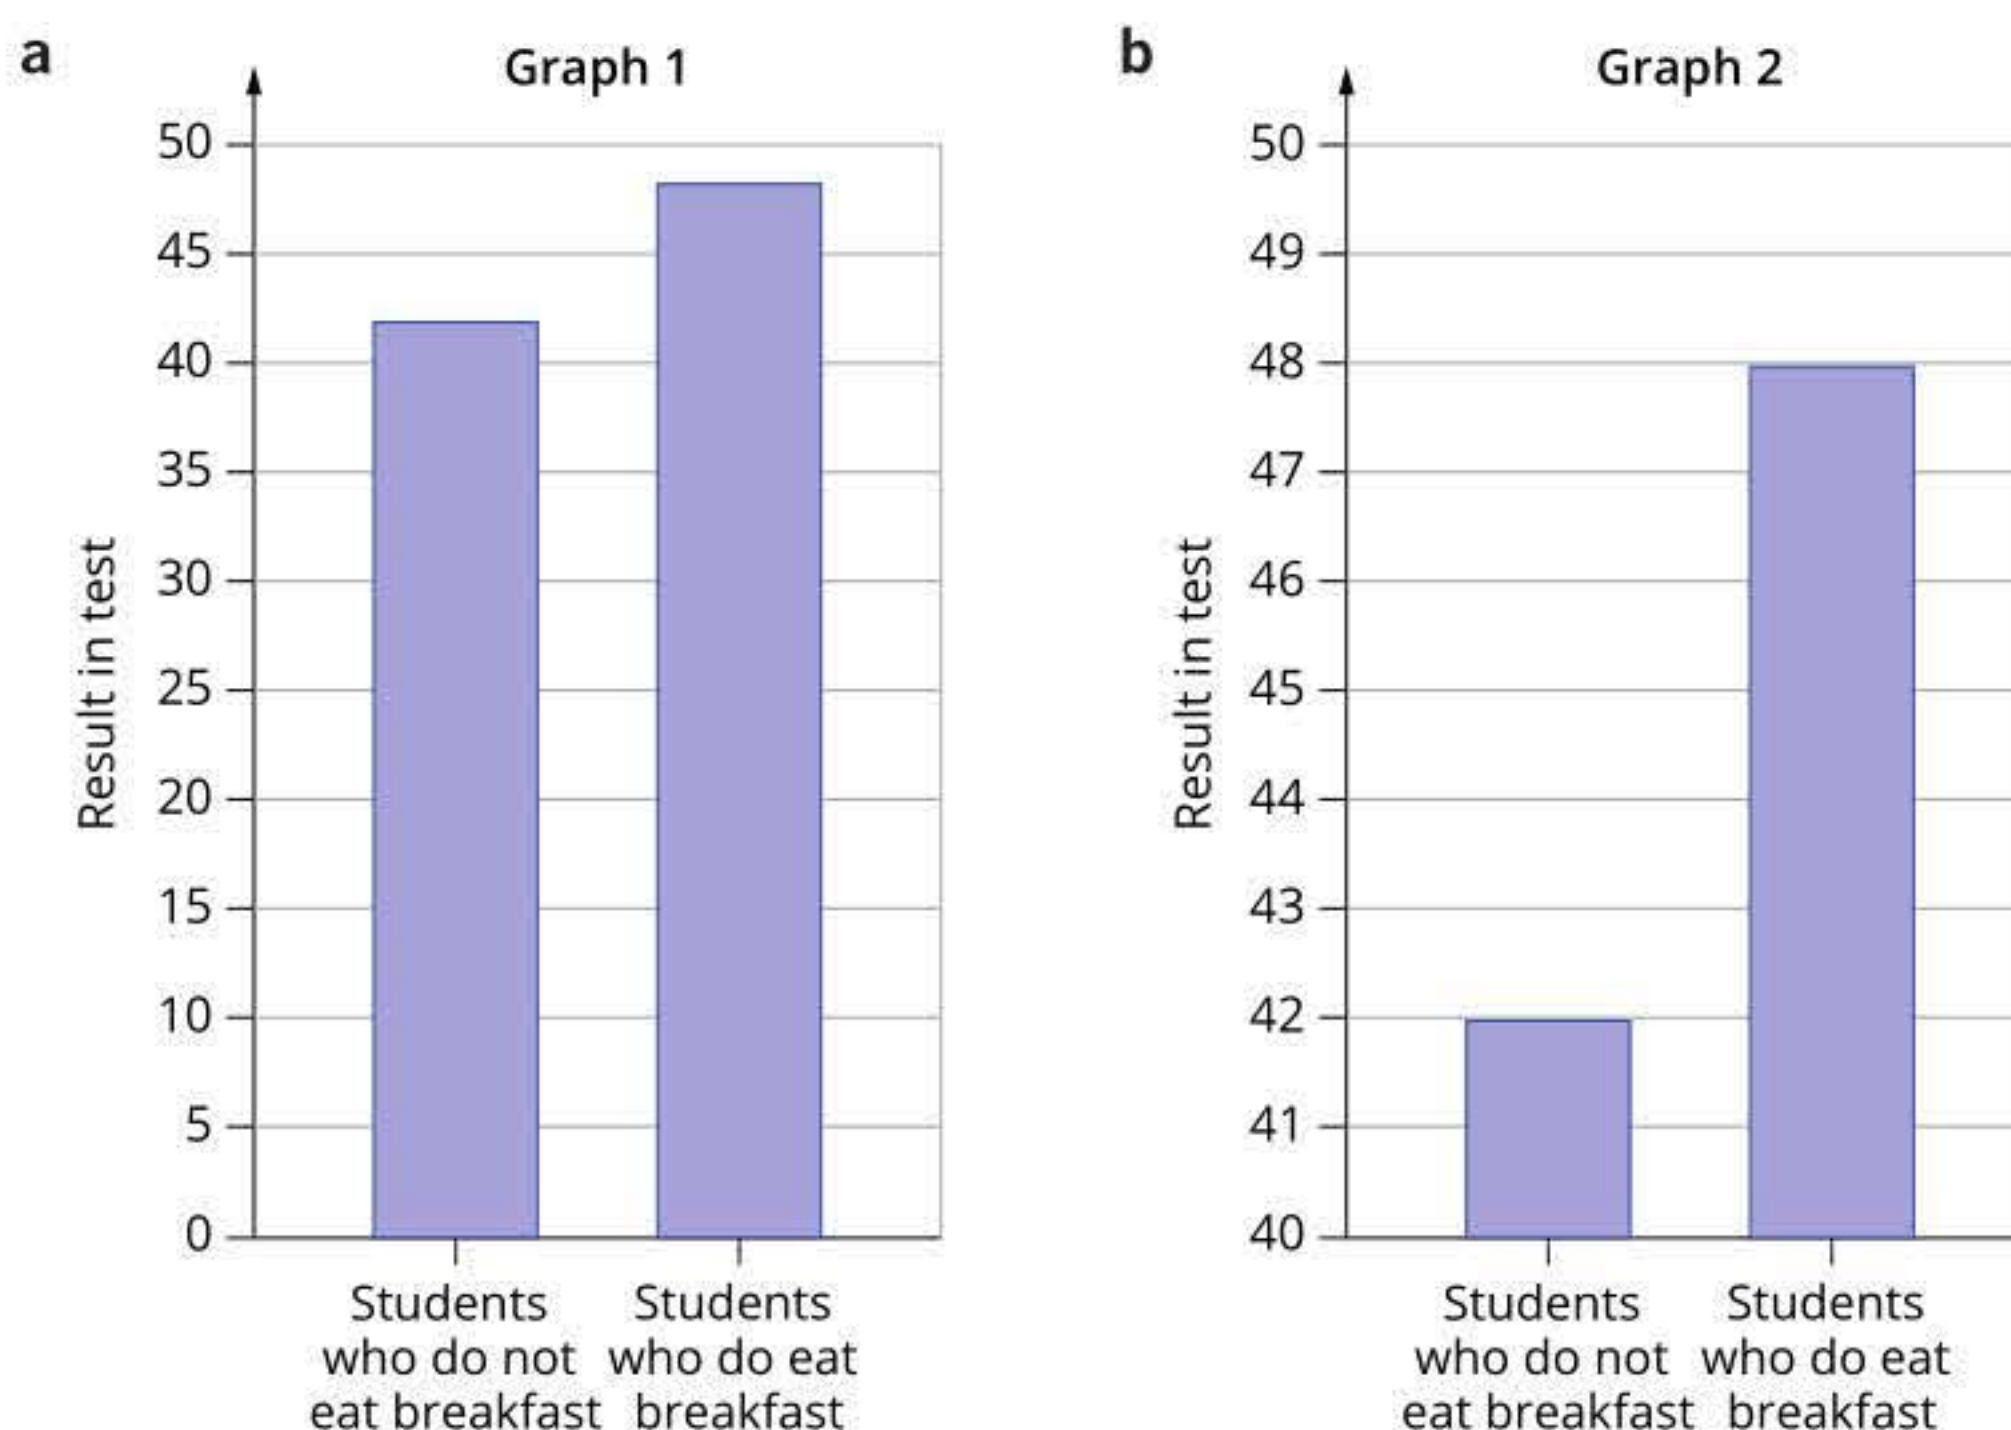 a
Graph 1
50
45
40
35
30
25
20
15
10
5
0
Result in test
Students
who do not
eat breakfast
Students
who do eat
breakfast
b
Graph 2
50
49
48
47
46
45
44
43
42
41
40
Result in test
Students
who do not
eat breakfast
Students
who do eat
breakfast